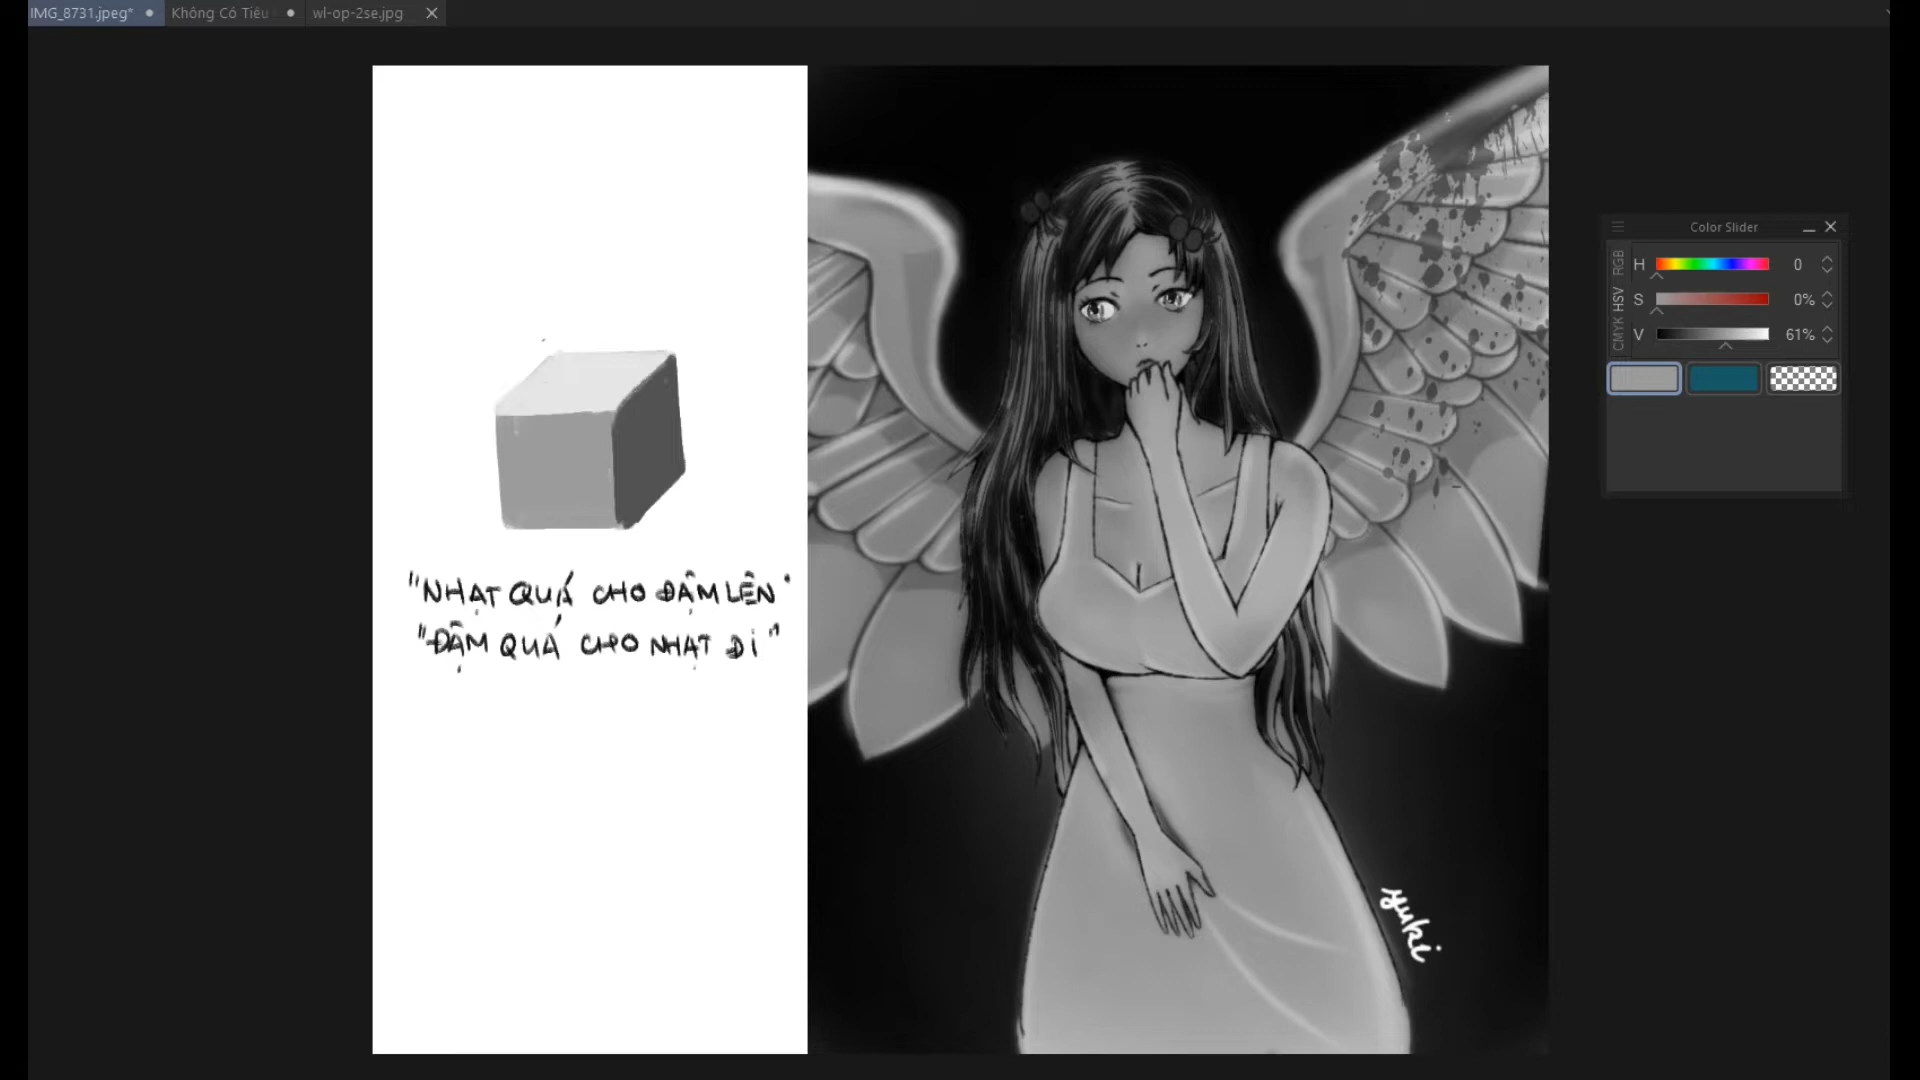 IMG_8731.jpeg*
Không Có Tiêu
wl-op-2se.jpg
Color Slider
RGB
HSV
CMYK
H 0
S 0%
V 61%
"NHẠT QUÁ CHO ĐẬM LÊN"
"ĐẬM QUÁ CHO NHẠT ĐI"
yuki